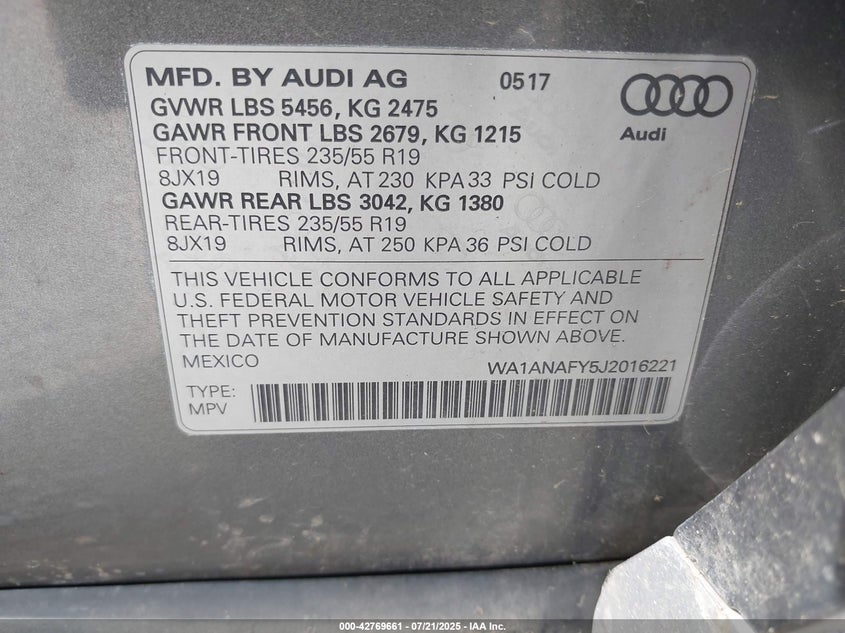 MFD. BY AUDI AG 0517
GVWR LBS 5456, KG 2475
GAWR FRONT LBS 2679, KG 1215
Audi
FRONT-TIRES 235/55 R19
8JX19 RIMS, AT 230 KPA 33 PSI COLD
GAWR REAR LBS 3042, KG 1380
REAR-TIRES 235/55 R19
8JX19 RIMS, AT 250 KPA 36 PSI COLD
THIS VEHICLE CONFORMS TO ALL APPLICABLE
U.S. FEDERAL MOTOR VEHICLE SAFETY AND
THEFT PREVENTION STANDARDS IN EFFECT ON
THE DATE OF MANUFACTURE SHOWN ABOVE.
MEXICO WA1ANAFY5J2016221
TYPE:
MPV
000-42769661 | 07/21/2025 - IAA Inc.